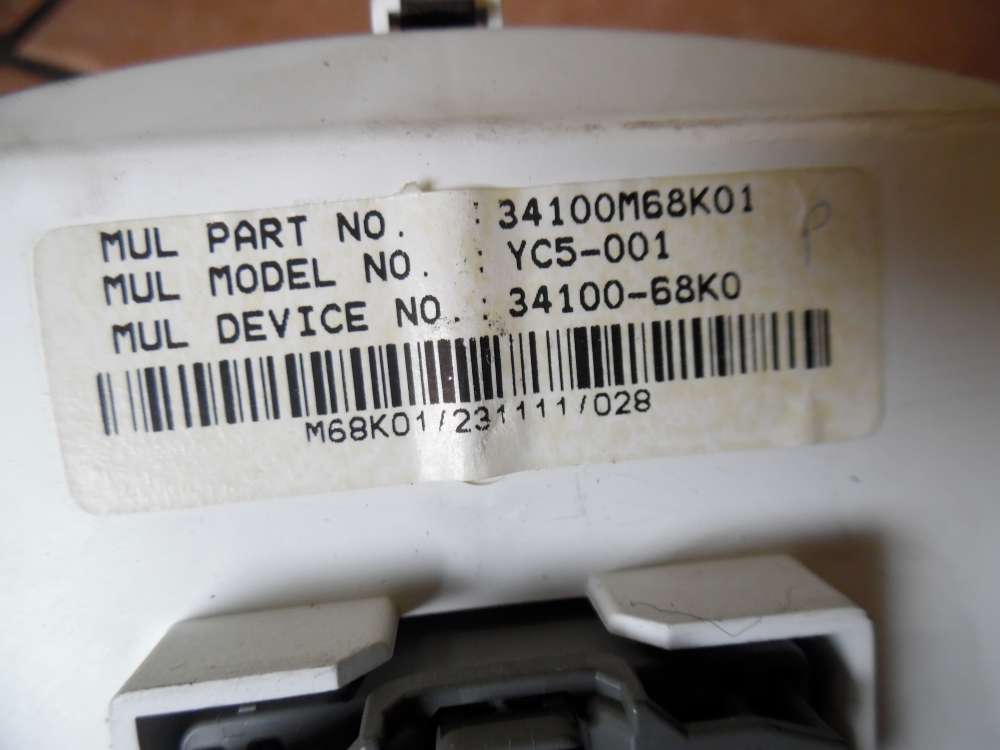 MUL PART NO. : 34100M68K01
MUL MODEL NO. : YC5-001
MUL DEVICE NO. : 34100-68K0
M68K01/231111/028
P